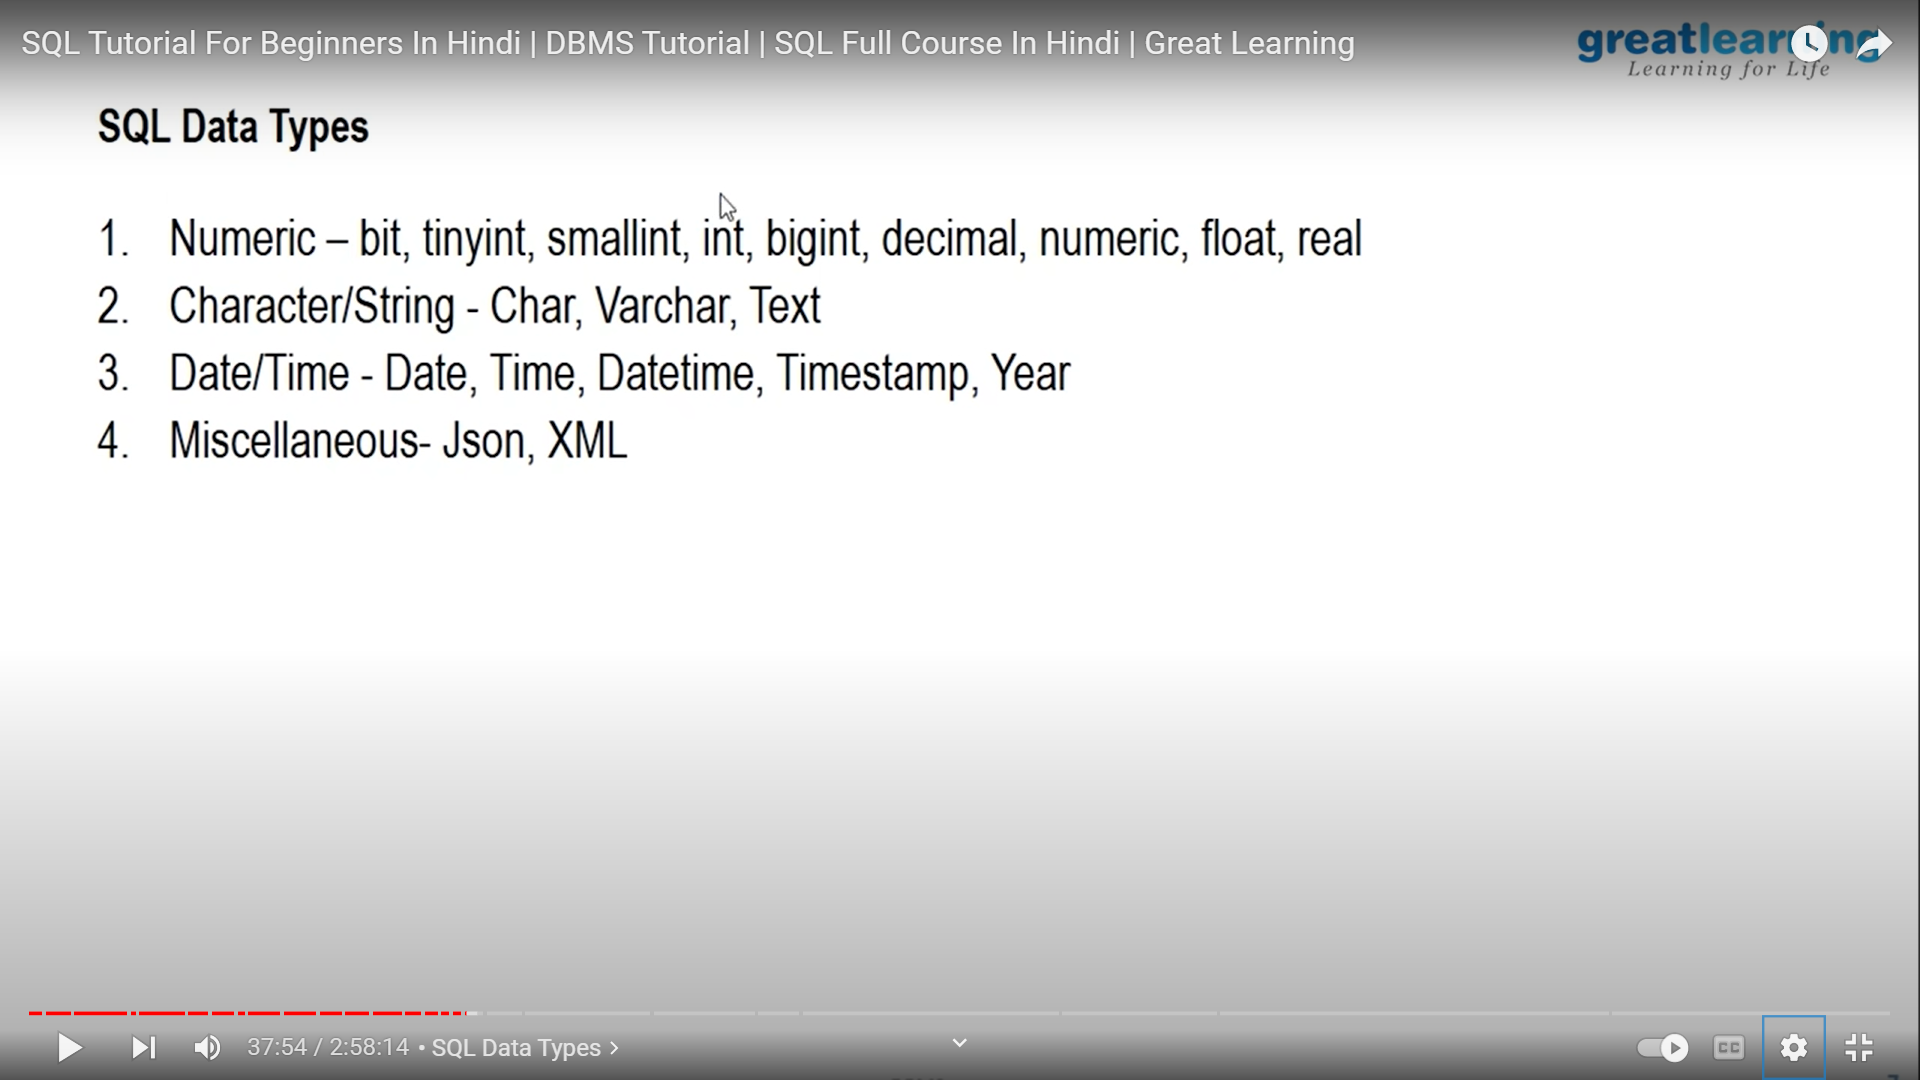 SQL Tutorial For Beginners In Hindi | DBMS Tutorial | SQL Full Course In Hindi | Great Learning
greatlearning
Learning for Life
SQL Data Types
1. Numeric – bit, tinyint, smallint, int, bigint, decimal, numeric, float, real
2. Character/String - Char, Varchar, Text
3. Date/Time - Date, Time, Datetime, Timestamp, Year
4. Miscellaneous- Json, XML
37:54 / 2:58:14 • SQL Data Types >
CC